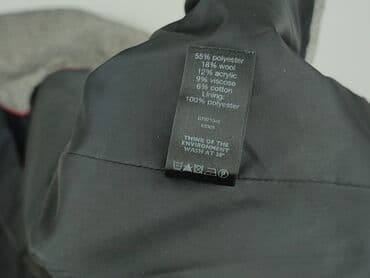 55% polyester
18% wool
12% acrylic
9% viscose
6% cotton
Lining:
100% polyester
THINK OF THE
ENVIRONMENT
WASH AT 30°